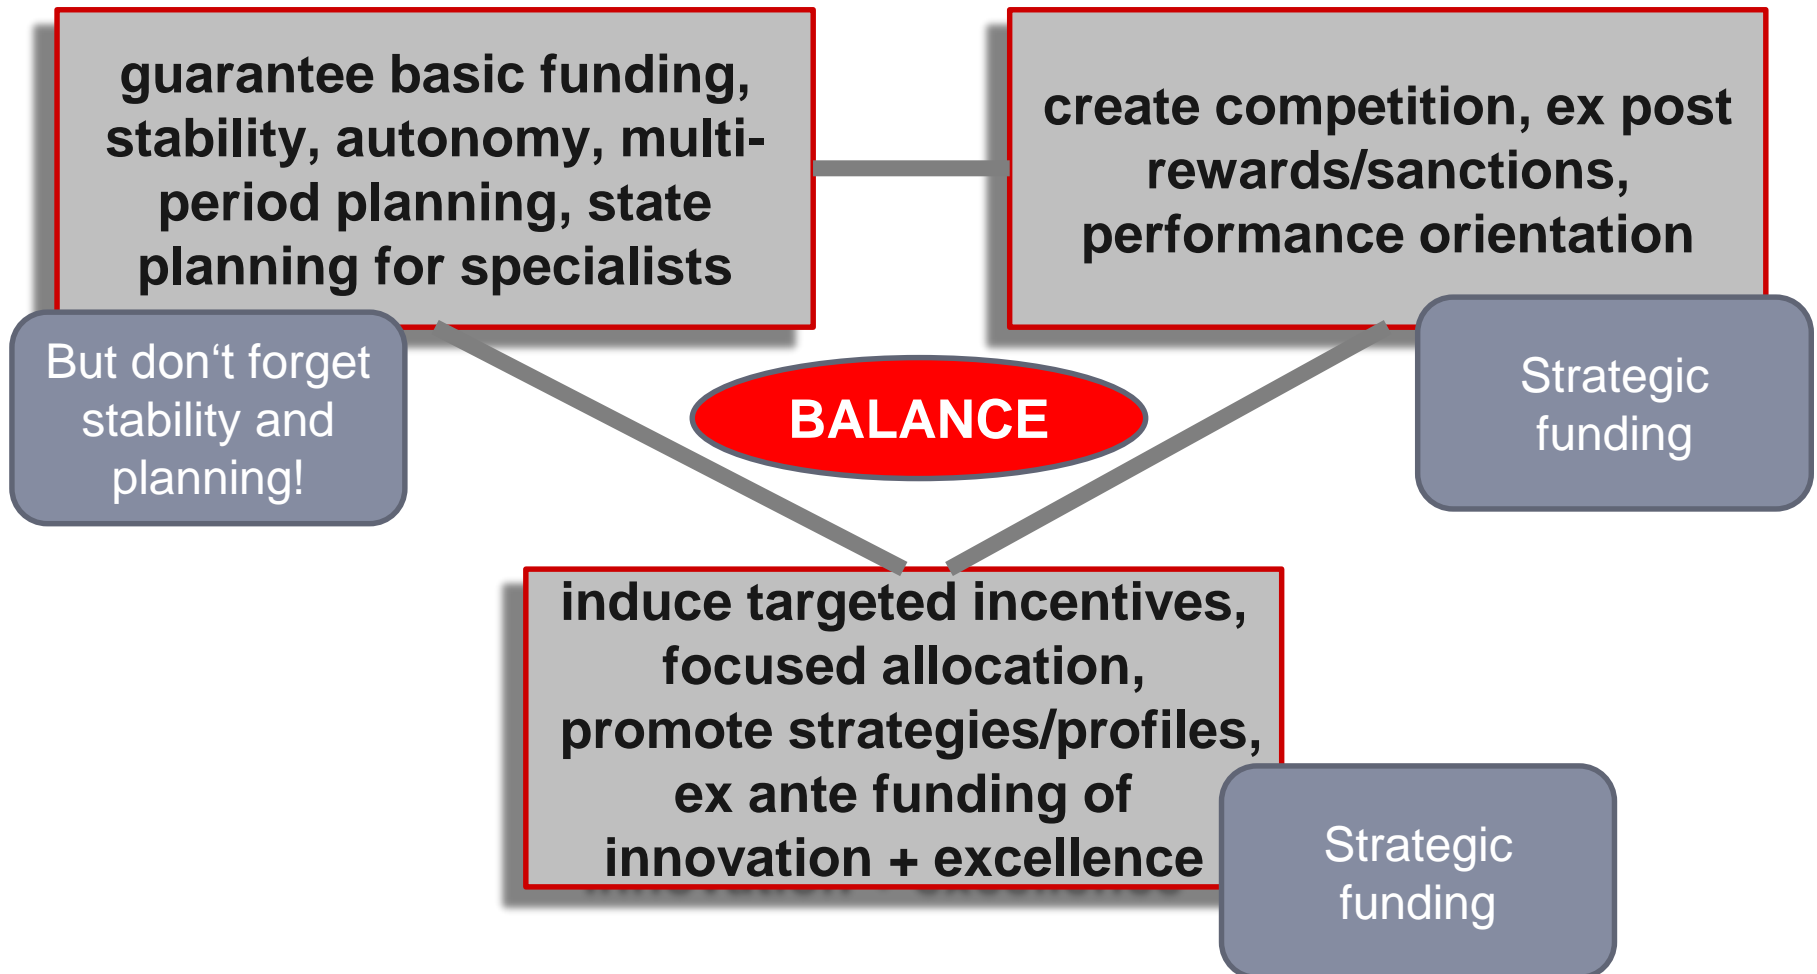 guarantee basic funding,
stability, autonomy, multi-
period planning, state
planning for specialists
create competition, ex post
rewards/sanctions,
performance orientation
But don‘t forget
stability and
planning!
BALANCE
Strategic
funding
induce targeted incentives,
focused allocation,
promote strategies/profiles,
ex ante funding of
innovation + excellence
Strategic
funding